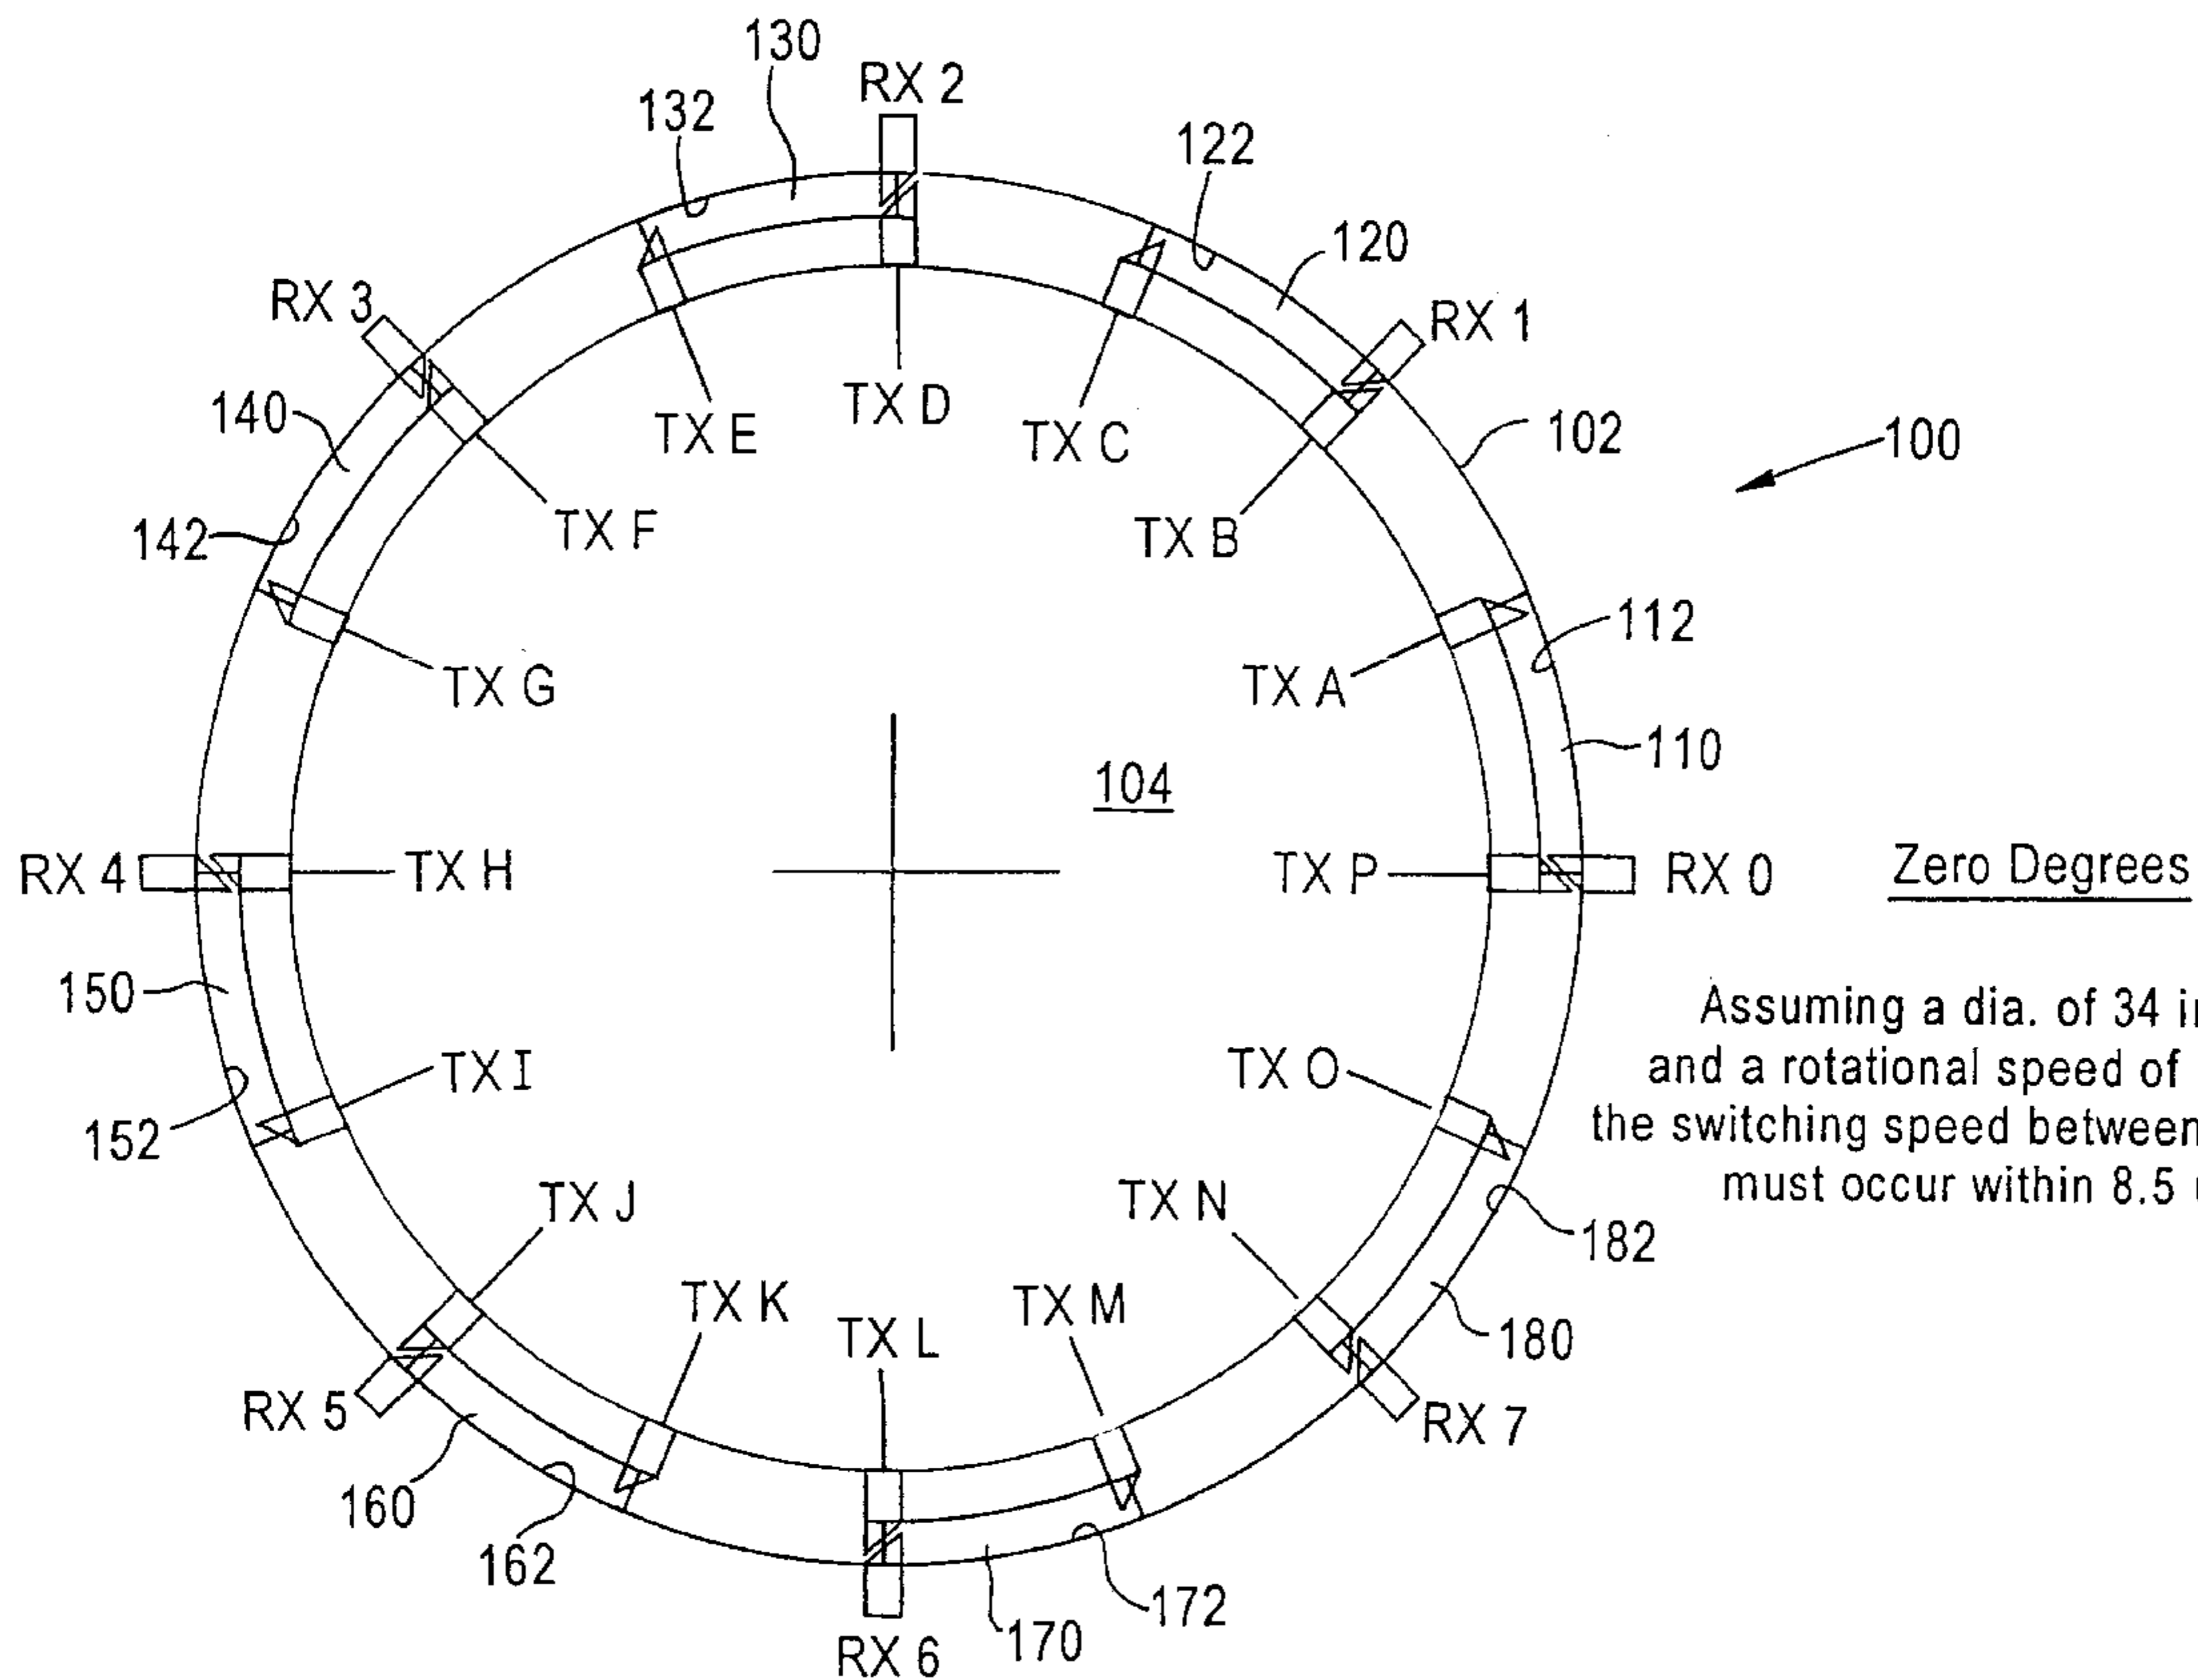 130
RX 2
132
122
120
RX 3
RX 1
140
TX E
TX D
TX C
102
100
142
TX F
TX B
112
TX G
TX A
110
104
RX 4
TX H
TX P
RX 0
Zero Degrees
150
Assuming a dia. of 34 in
and a rotational speed of
the switching speed between
must occur within 8.5
TX I
TX O
152
TX J
TX N
182
TX K
TX L
TX M
180
RX 5
RX 7
160
162
172
170
RX 6